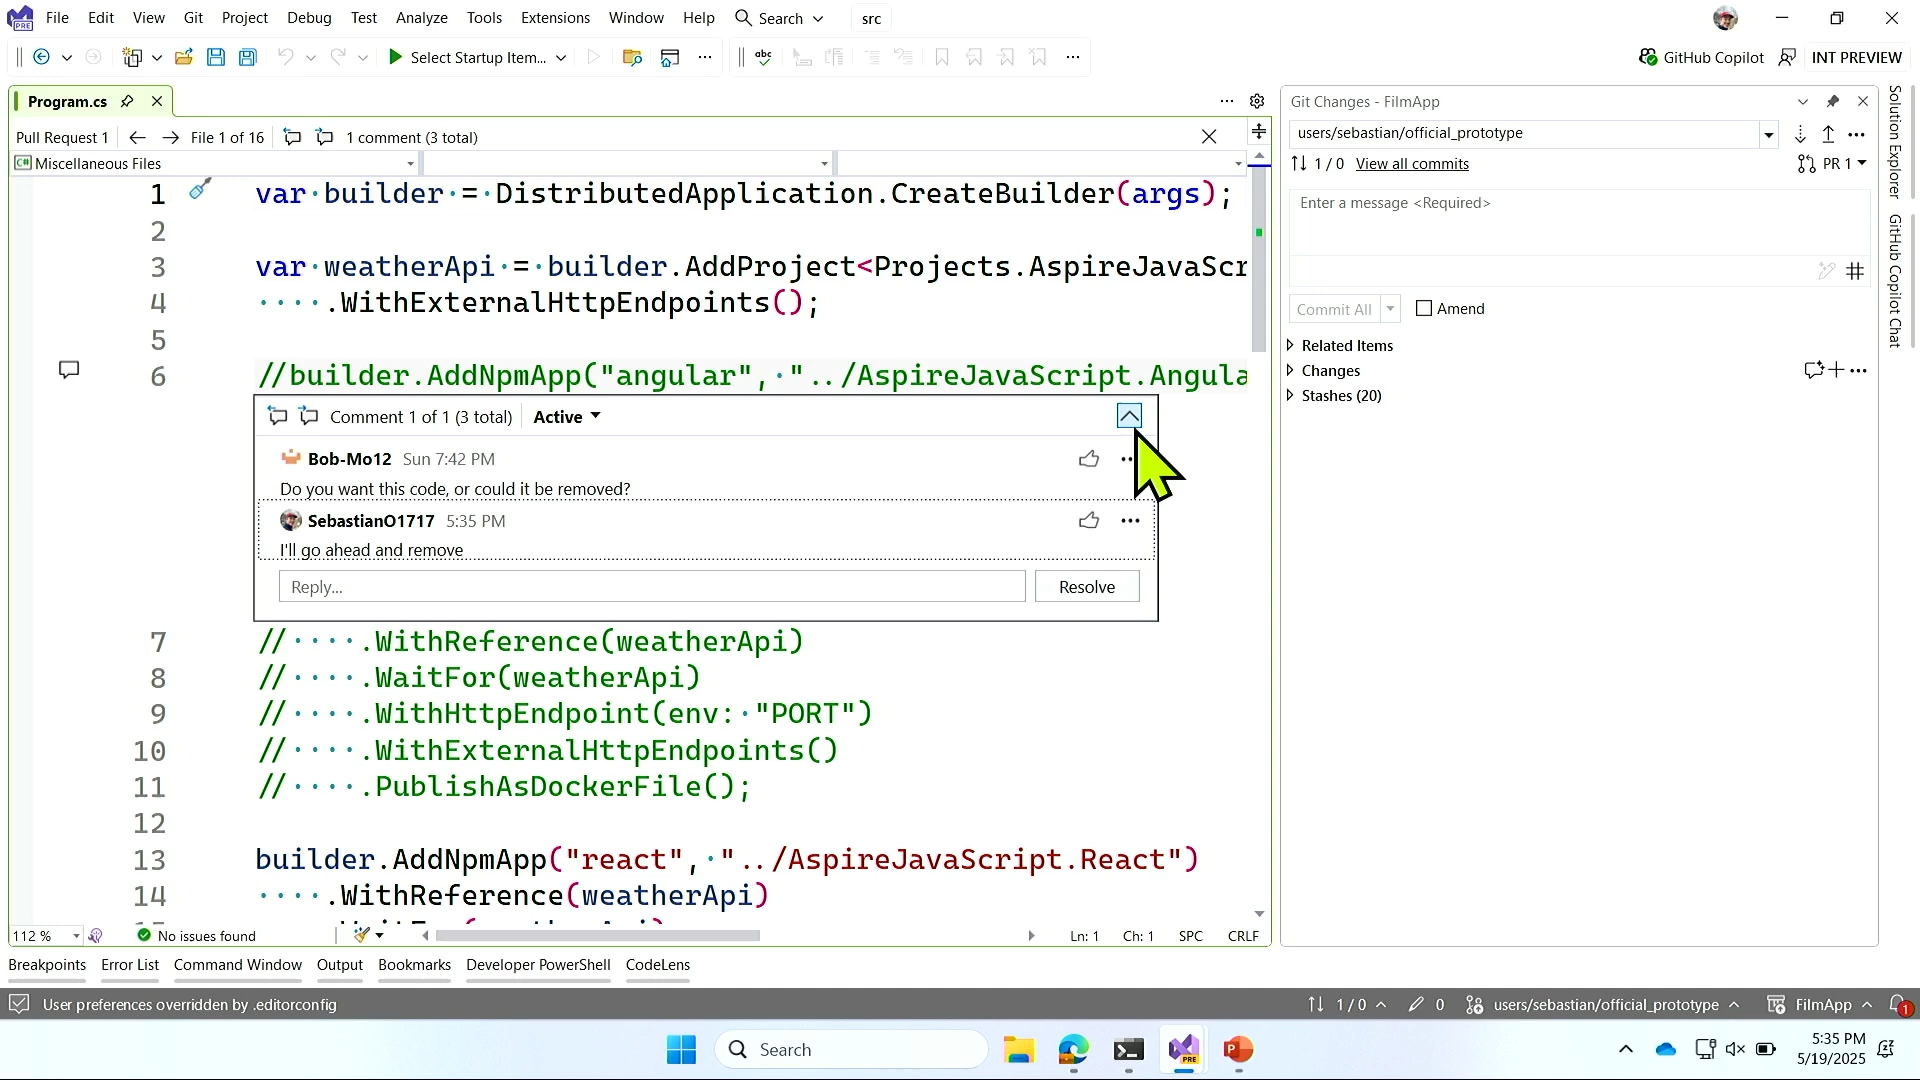 File Edit View Git Project Debug Test Analyze Tools Extensions Window Help Search src
Select Startup Item... abc GitHub Copilot INT PREVIEW
Program.cs
Pull Request 1 File 1 of 16 1 comment (3 total)
C# Miscellaneous Files
1 var builder = DistributedApplication.CreateBuilder(args);
2
3 var weatherApi = builder.AddProject<Projects.AspireJavaScr
4 ····.WithExternalHttpEndpoints();
5
6 //builder.AddNpmApp("angular", "../AspireJavaScript.Angula
Comment 1 of 1 (3 total) Active
Bob-Mo12 Sun 7:42 PM
Do you want this code, or could it be removed?
SebastianO1717 5:35 PM
I'll go ahead and remove
Reply... Resolve
7 //····.WithReference(weatherApi)
8 //····.WaitFor(weatherApi)
9 //····.WithHttpEndpoint(env: "PORT")
10 //····.WithExternalHttpEndpoints()
11 //····.PublishAsDockerFile();
12
13 builder.AddNpmApp("react", "../AspireJavaScript.React")
14 ····.WithReference(weatherApi)
112 % No issues found Ln: 1 Ch: 1 SPC CRLF
Git Changes - FilmApp
users/sebastian/official_prototype
1 / 0 View all commits PR 1
Enter a message <Required>
Commit All Amend
Related Items
Changes
Stashes (20)
Solution Explorer
GitHub Copilot Chat
Breakpoints Error List Command Window Output Bookmarks Developer PowerShell CodeLens
User preferences overridden by .editorconfig 1 / 0 0 users/sebastian/official_prototype FilmApp 1
Search PRE 5:35 PM
5/19/2025